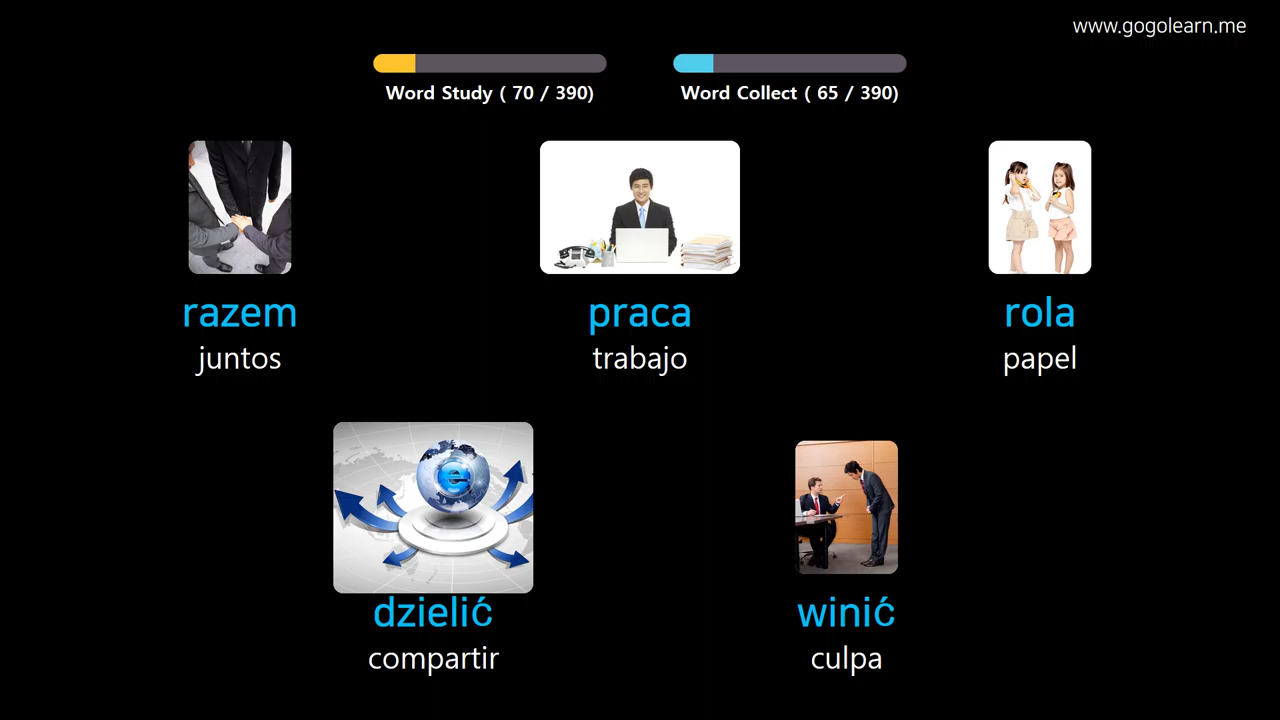 www.gogolearn.me
Word Study ( 70 / 390)
Word Collect ( 65 / 390)
razem
juntos
praca
trabajo
rola
papel
e
dzielić
compartir
winić
culpa